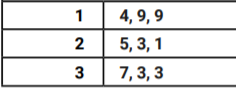 1 4, 9, 9
2 5, 3, 1
3 7, 3, 3